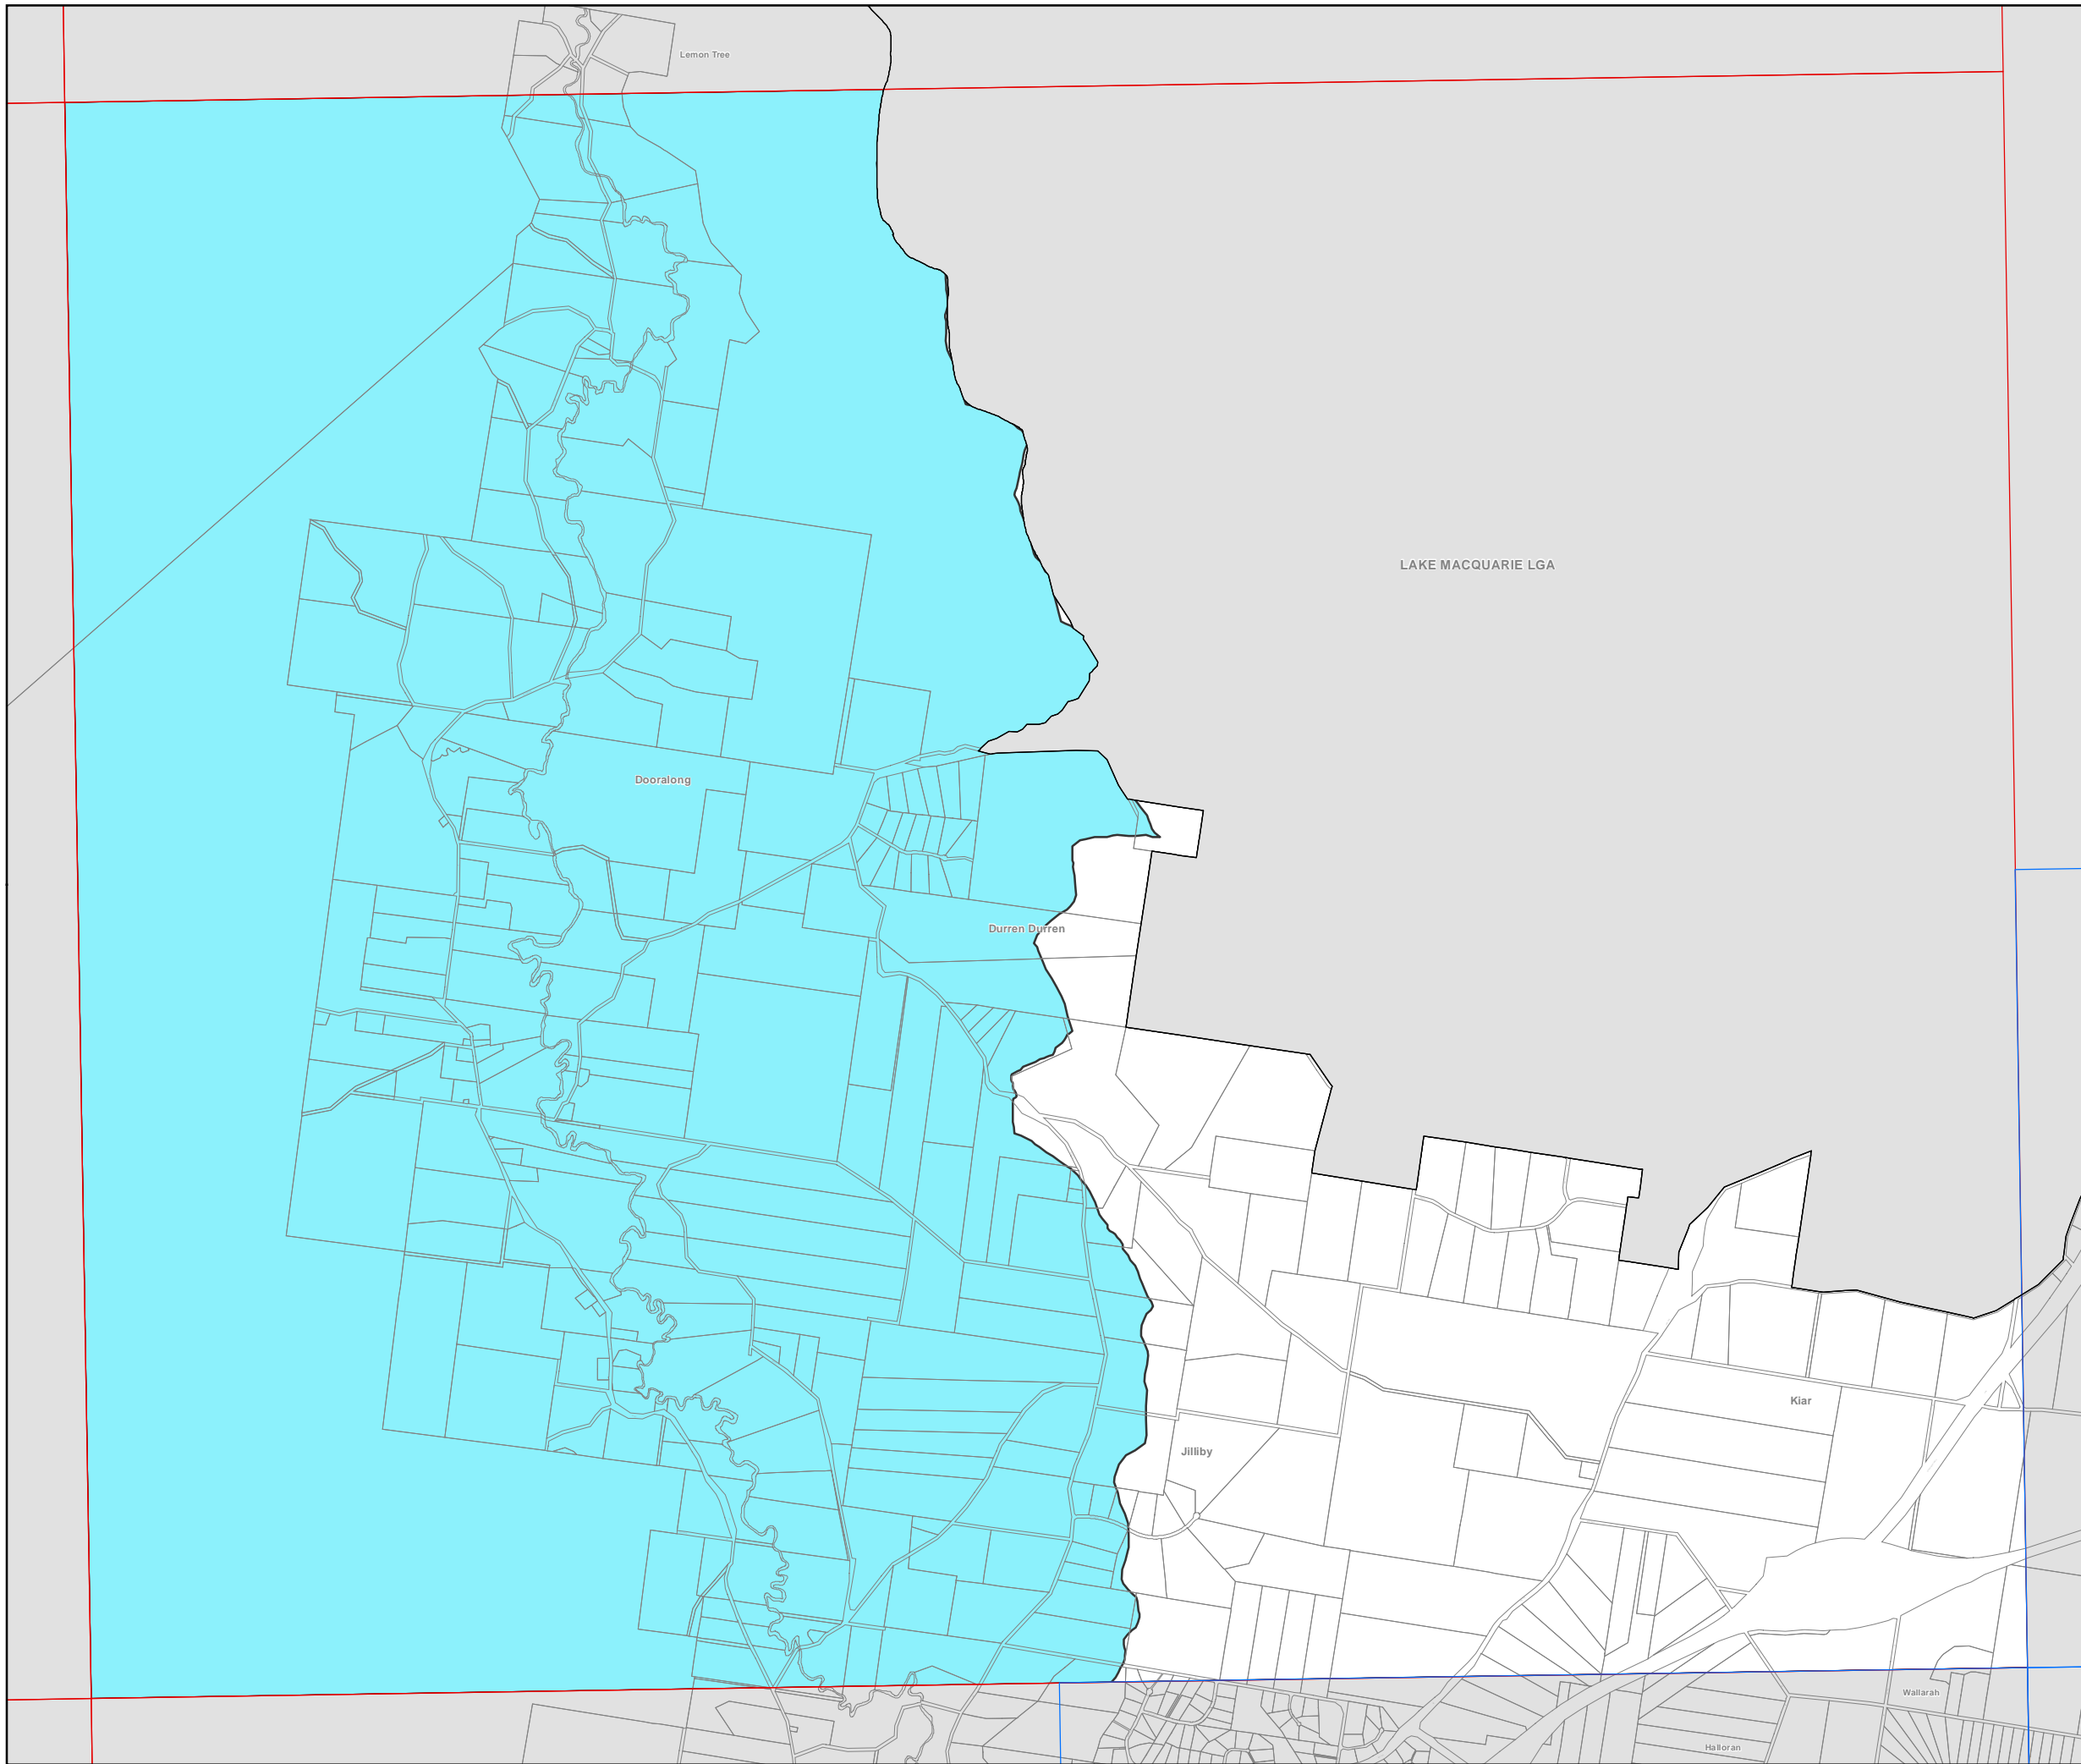 Lemon Tree
LAKE MACQUARIE LGA
Dooralong
Durren Durren
Kiar
Jilliby
Wallarah
Halloran